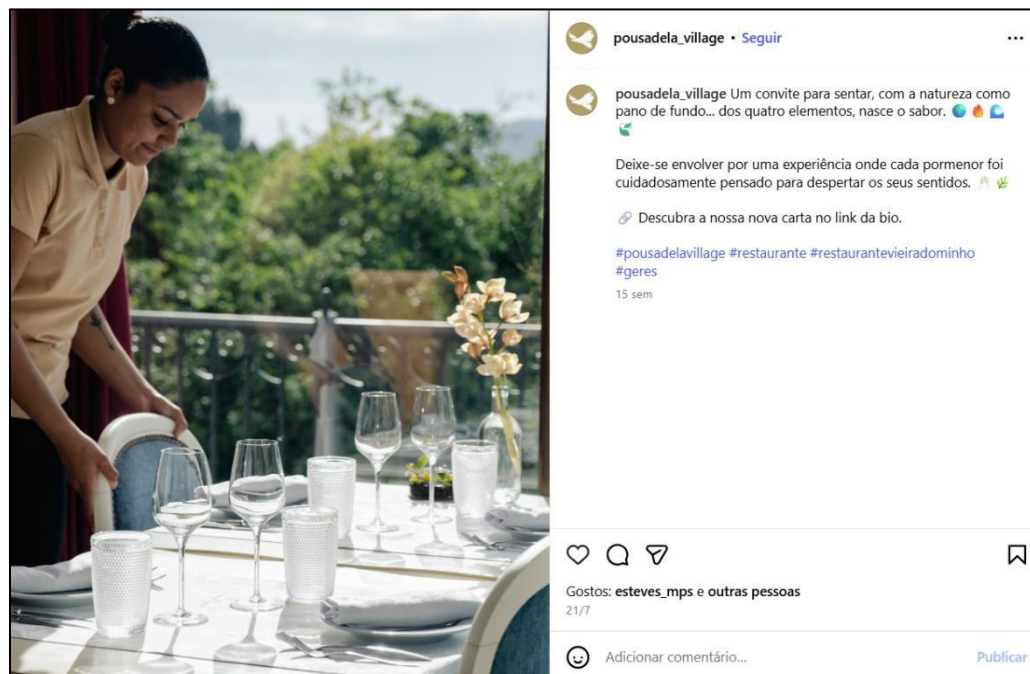 pousadela_village • Seguir
pousadela_village Um convite para sentar, com a natureza como
pano de fundo... dos quatro elementos, nasce o sabor. 🌍 🔥 🌊
🍃
Deixe-se envolver por uma experiência onde cada pormenor foi
cuidadosamente pensado para despertar os seus sentidos. 🥂 🌿
🔗 Descubra a nossa nova carta no link da bio.
#pousadelavillage #restaurante #restaurantevieiradominho
#geres
15 sem
Gostos: esteves_mps e outras pessoas
21/7
Adicionar comentário... Publicar